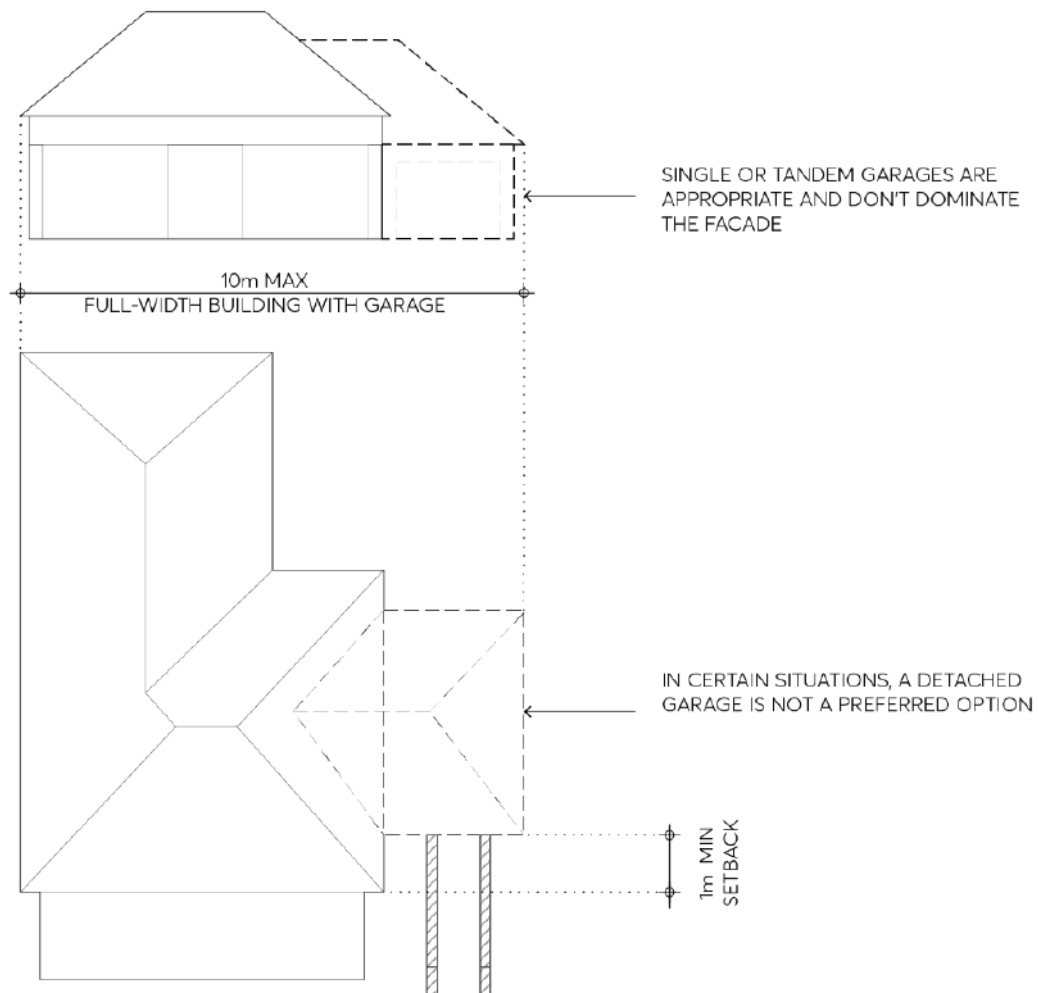 SINGLE OR TANDEM GARAGES ARE
APPROPRIATE AND DON'T DOMINATE
THE FACADE
10m MAX
FULL-WIDTH BUILDING WITH GARAGE
IN CERTAIN SITUATIONS, A DETACHED
GARAGE IS NOT A PREFERRED OPTION
1m MIN
SETBACK